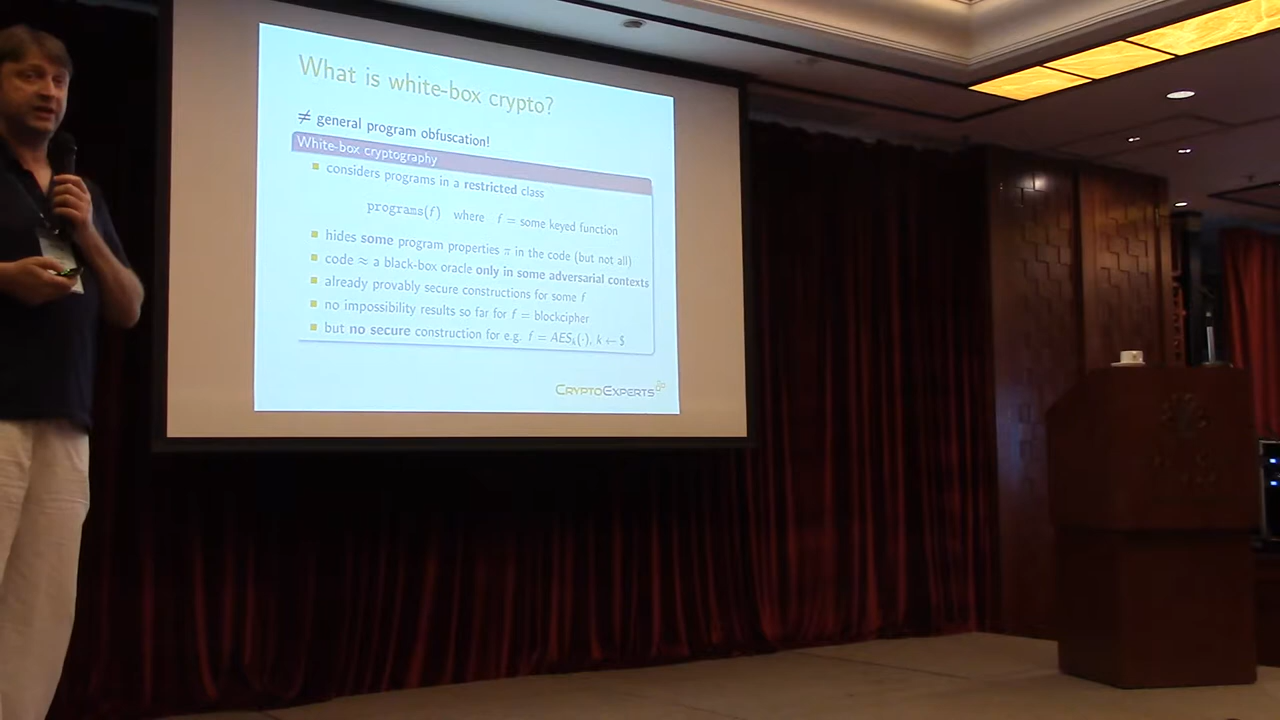 What is white-box crypto?
≠ general program obfuscation!
White-box cryptography
considers programs in a restricted class
programs(f) where f = some keyed function
hides some program properties π in the code (but not all)
code ≈ a black-box oracle only in some adversarial contexts
already provably secure constructions for some f
no impossibility results so far for f = blockcipher
but no secure construction for e.g. f = AESₖ(·), k ← $
CRYPTOEXPERTS